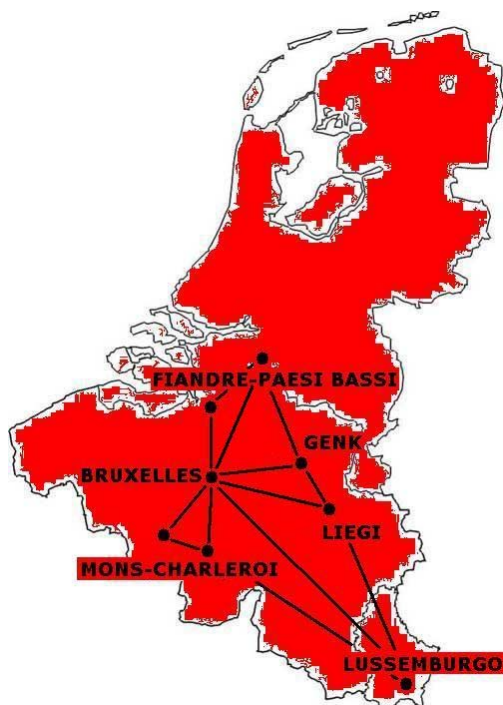 FIANDRE-PAESI BASSI
GENK
BRUXELLES
LIEGI
MONS-CHARLEROI
LUSSEMBURGO